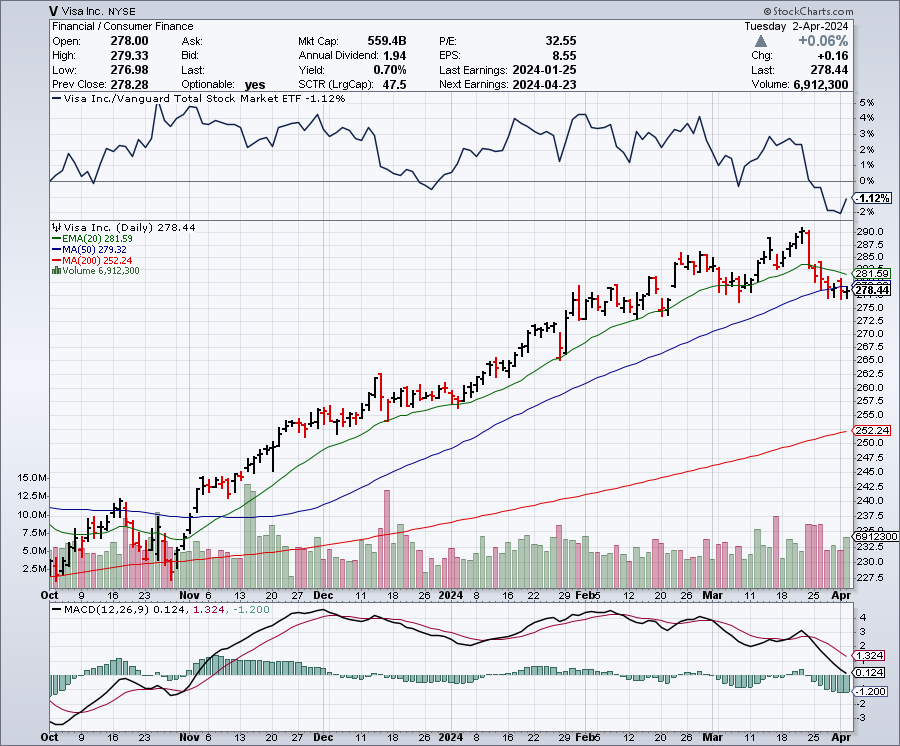 V Visa Inc. NYSE © StockCharts.com
Financial / Consumer Finance Tuesday 2-Apr-2024
Open: 278.00 Ask: Mkt Cap: 559.4B P/E: 32.55 +0.06%
High: 279.33 Bid: Annual Dividend: 1.94 EPS: 8.55 Chg: +0.16
Low: 276.98 Last: Yield: 0.70% Last Earnings: 2024-01-25 Last: 278.44
Prev Close: 278.28 Optionable: yes SCTR (LrgCap): 47.5 Next Earnings: 2024-04-23 Volume: 6,912,300
Visa Inc./Vanguard Total Stock Market ETF -1.12%
5%
4%
3%
2%
1%
0%
-1.12%
-2%
Visa Inc. (Daily) 278.44
EMA(20) 281.59
MA(50) 279.32
MA(200) 252.24
Volume 6,912,300
290.0
287.5
285.0
281.59
278.44
275.0
272.5
270.0
267.5
265.0
262.5
260.0
257.5
255.0
252.24
250.0
247.5
245.0
242.5
240.0
237.5
6912300
232.5
230.0
227.5
15.0M
12.5M
10.0M
7.5M
5.0M
2.5M
Oct 9 16 23 Nov 6 13 20 27 Dec 11 18 26 2024 8 16 22 29 Feb 5 12 20 26 Mar 11 18 25 Apr
MACD(12,26,9) 0.124, 1.324, -1.200
4
3
2
1.324
0.124
-1.200
-2
-3
Oct 9 16 23 Nov 6 13 20 27 Dec 11 18 26 2024 8 16 22 29 Feb 5 12 20 26 Mar 11 18 25 Apr